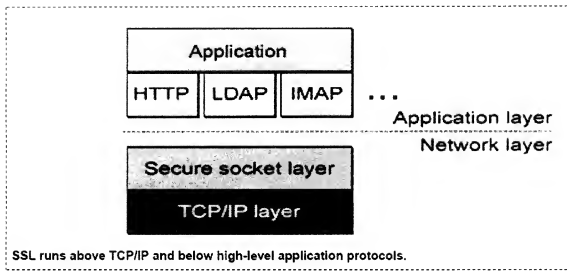 Application
HTTP LDAP IMAP ...
Application layer
Network layer
Secure socket layer
TCP/IP layer
SSL runs above TCP/IP and below high-level application protocols.